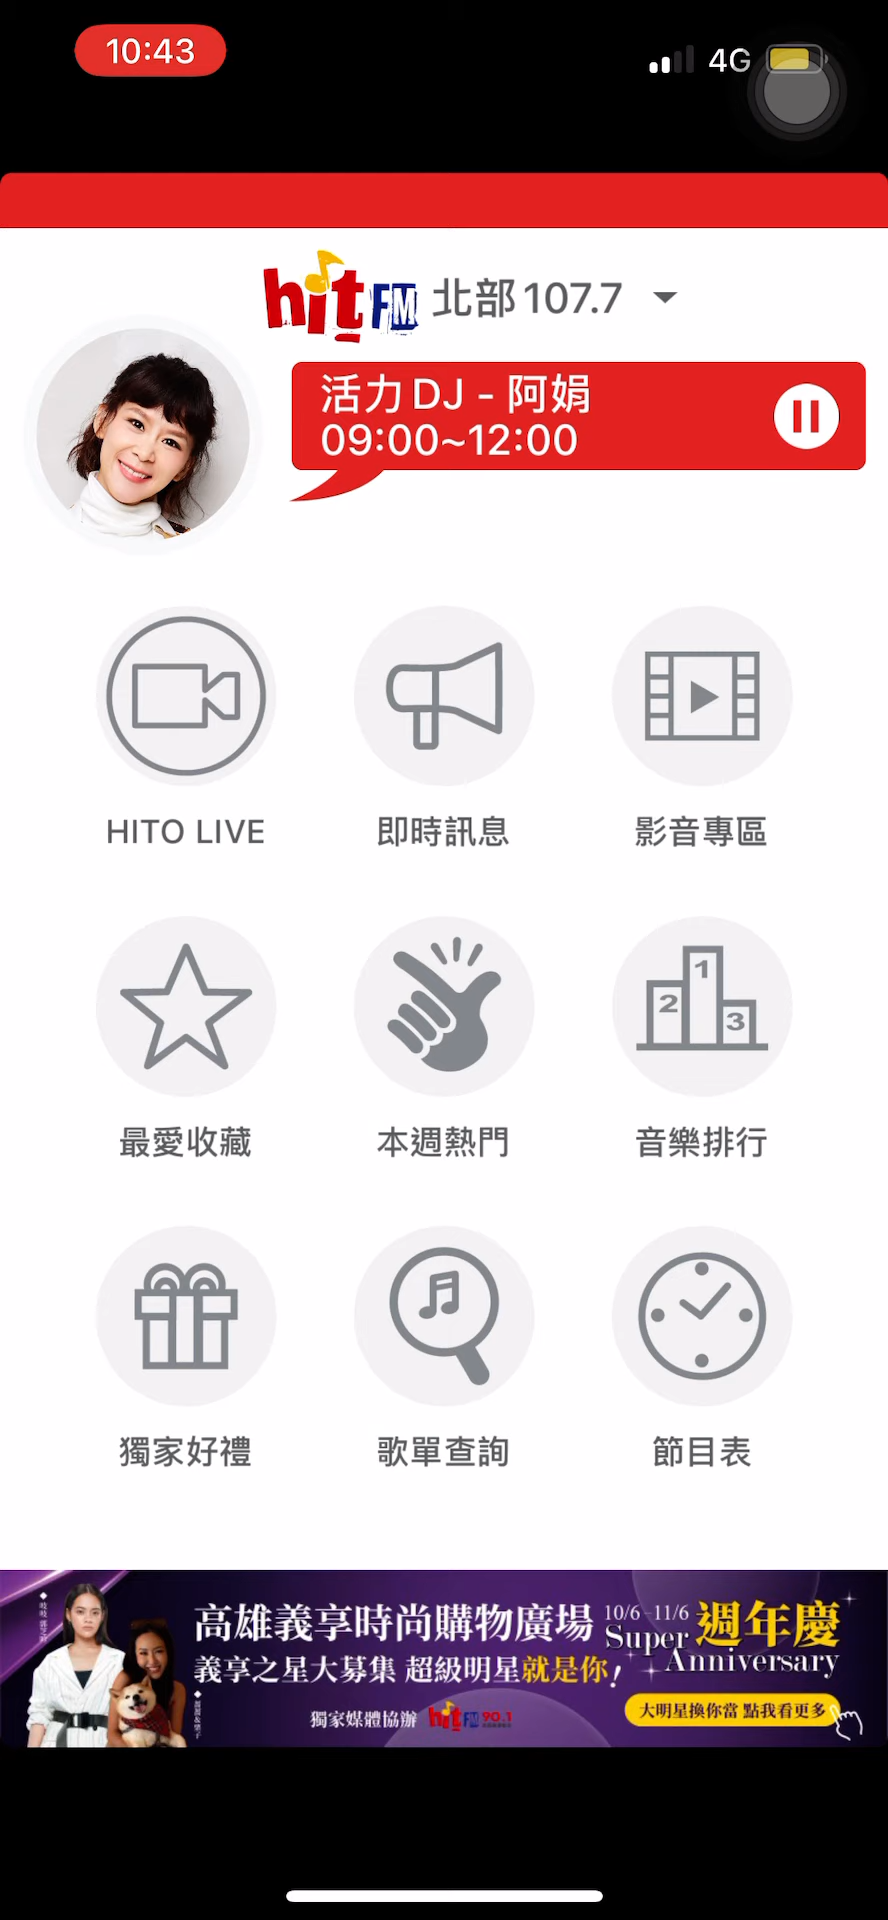 10:43
4G
hit FM 北部107.7
活力DJ - 阿娟
09:00~12:00
HITO LIVE
即時訊息
影音專區
1
2
3
最愛收藏
本週熱門
音樂排行
獨家好禮
歌單查詢
節目表
高雄義享時尚購物廣場
10/6-11/6
Super 週年慶
Anniversary
義享之星大募集 超級明星就是你!
獨家媒體協辦 hit FM 90.1
大明星換你當 點我看更多